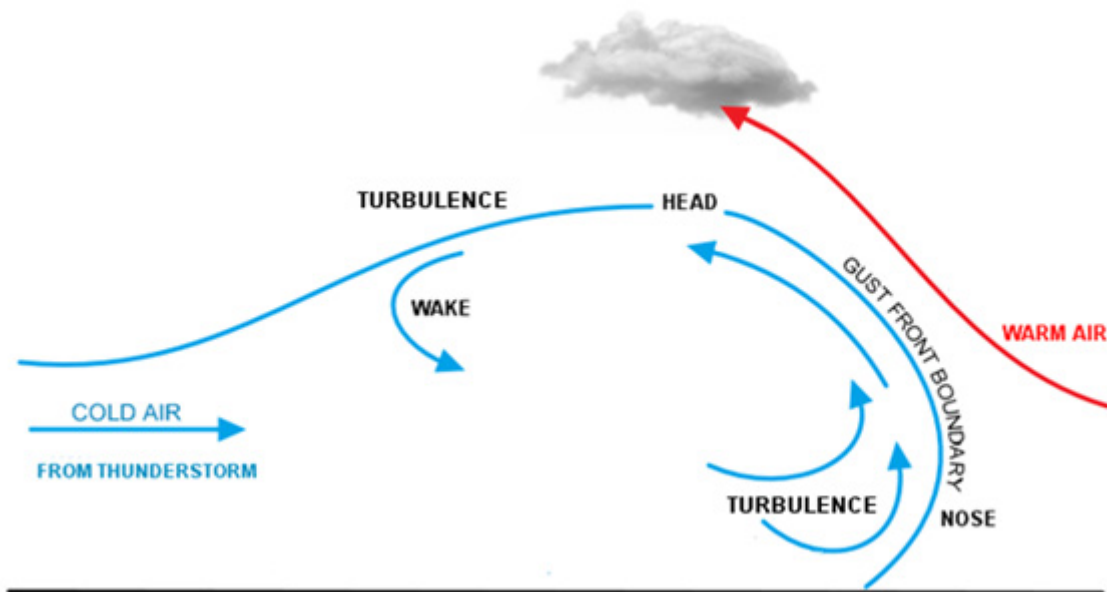 TURBULENCE
HEAD
GUST FRONT BOUNDARY
WAKE
WARM AIR
COLD AIR
FROM THUNDERSTORM
TURBULENCE
NOSE